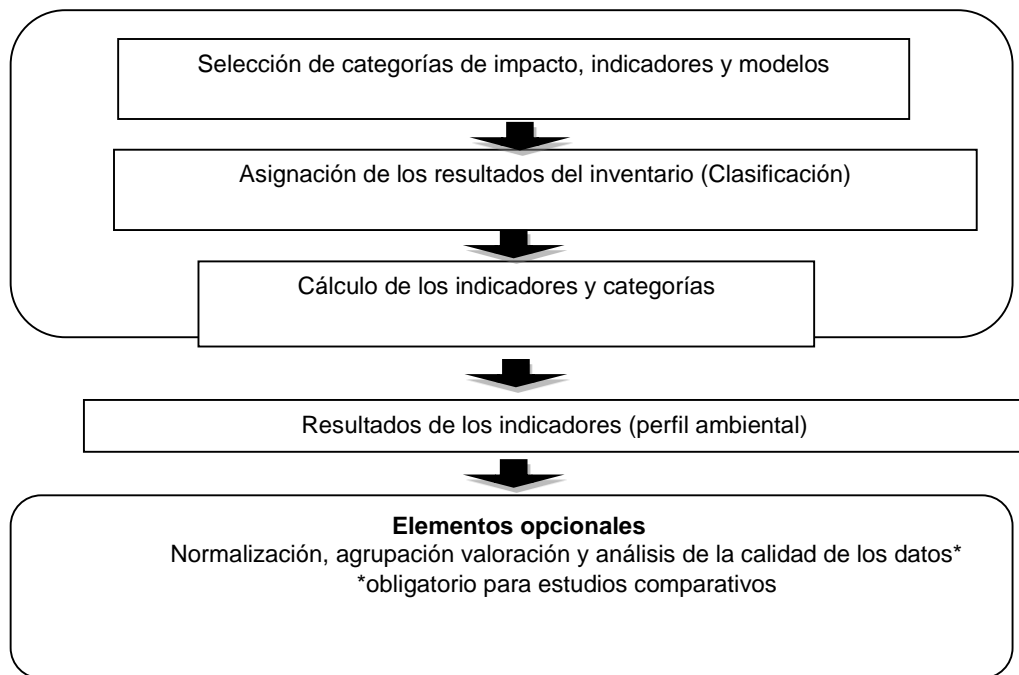 Selección de categorías de impacto, indicadores y modelos
Asignación de los resultados del inventario (Clasificación)
Cálculo de los indicadores y categorías
Resultados de los indicadores (perfil ambiental)
Elementos opcionales
Normalización, agrupación valoración y análisis de la calidad de los datos*
*obligatorio para estudios comparativos